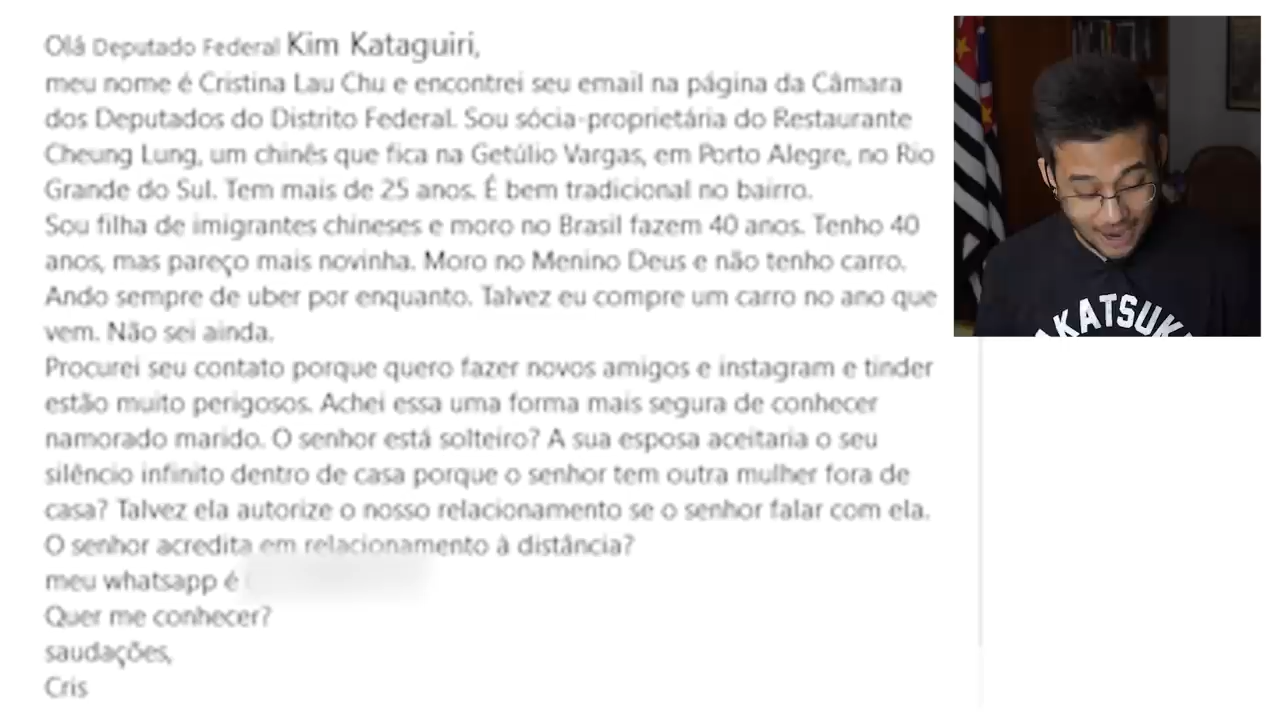 Olá Deputado Federal Kim Kataguiri,
meu nome é Cristina Lau Chu e encontrei seu email na página da Câmara
dos Deputados do Distrito Federal. Sou sócia-proprietária do Restaurante
Cheung Lung, um chinês que fica na Getúlio Vargas, em Porto Alegre, no Rio
Grande do Sul. Tem mais de 25 anos. É bem tradicional no bairro.
Sou filha de imigrantes chineses e moro no Brasil fazem 40 anos. Tenho 40
anos, mas pareço mais novinha. Moro no Menino Deus e não tenho carro.
Ando sempre de uber por enquanto. Talvez eu compre um carro no ano que
vem. Não sei ainda.
Procurei seu contato porque quero fazer novos amigos e instagram e tinder
estão muito perigosos. Achei essa uma forma mais segura de conhecer
namorado marido. O senhor está solteiro? A sua esposa aceitaria o seu
silêncio infinito dentro de casa porque o senhor tem outra mulher fora de
casa? Talvez ela autorize o nosso relacionamento se o senhor falar com ela.
O senhor acredita em relacionamento à distância?
meu whatsapp é
Quer me conhecer?
saudações,
Cris
AKATSUKI